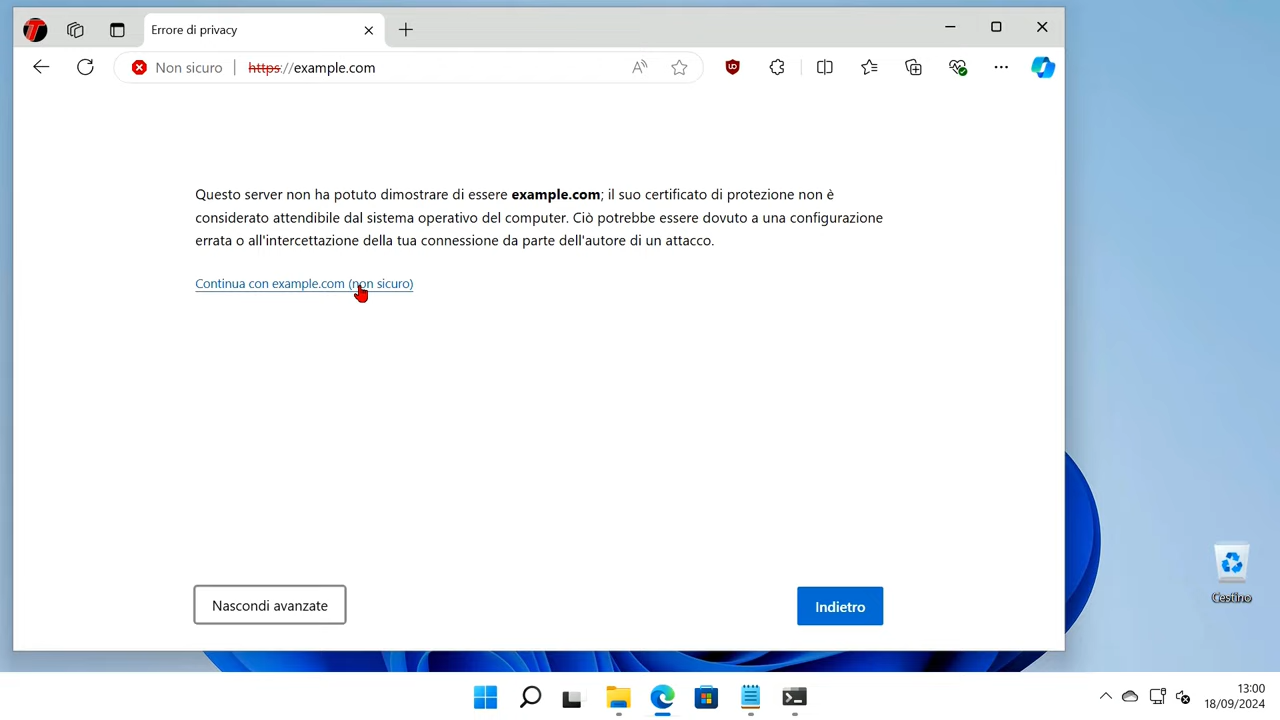 Errore di privacy
Non sicuro https://example.com
Questo server non ha potuto dimostrare di essere example.com; il suo certificato di protezione non è
considerato attendibile dal sistema operativo del computer. Ciò potrebbe essere dovuto a una configurazione
errata o all'intercettazione della tua connessione da parte dell'autore di un attacco.
Continua con example.com (non sicuro)
Nascondi avanzate
Indietro
Cestino
13:00
18/09/2024